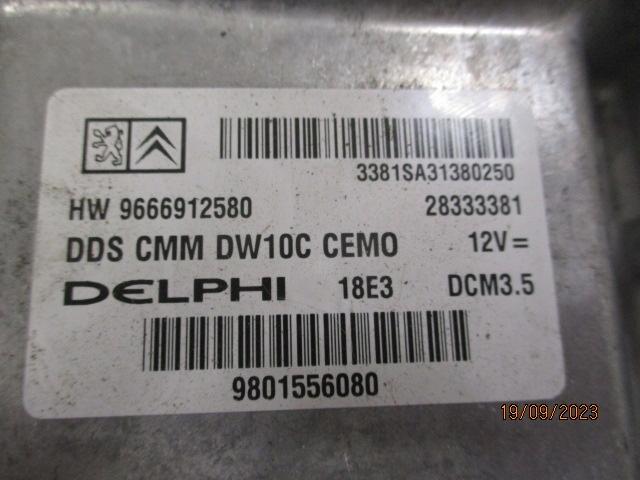 3381SA31380250
HW 9666912580 28333381
DDS CMM DW10C CEMO 12V=
DELPHI 18E3 DCM3.5
9801556080
19/09/2023